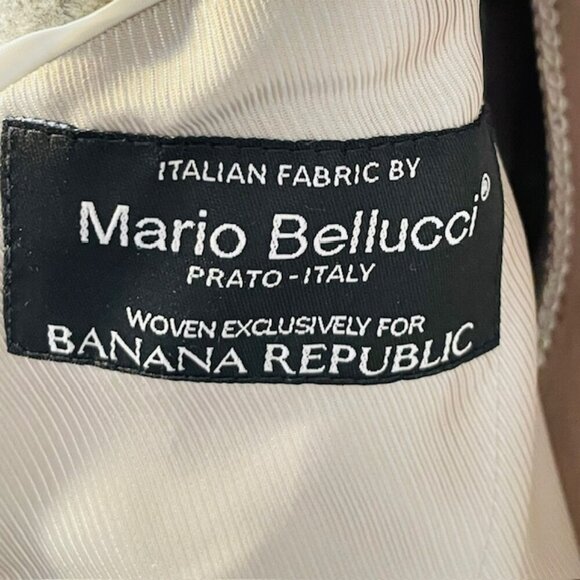 ITALIAN FABRIC BY
Mario Bellucci®
PRATO-ITALY
WOVEN EXCLUSIVELY FOR
BANANA REPUBLIC